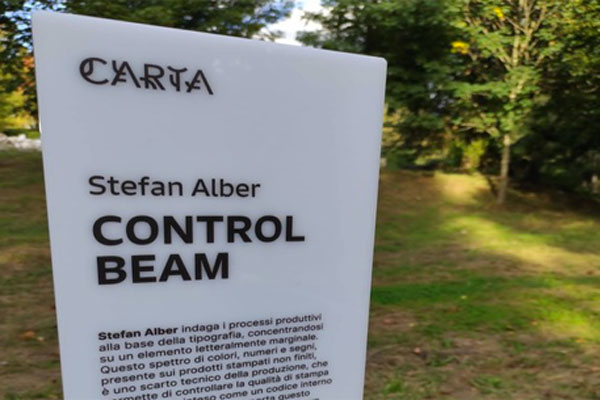 CARTA
Stefan Alber
CONTROL
BEAM
Stefan Alber indaga i processi produttivi
alla base della tipografia, concentrandosi
su un elemento letteralmente marginale.
Questo spettro di colori, numeri e segni,
presente sui prodotti stampati non finiti,
è uno scarto tecnico della produzione, che
permette di controllare la qualità di stampa
inteso come un codice interno
questo